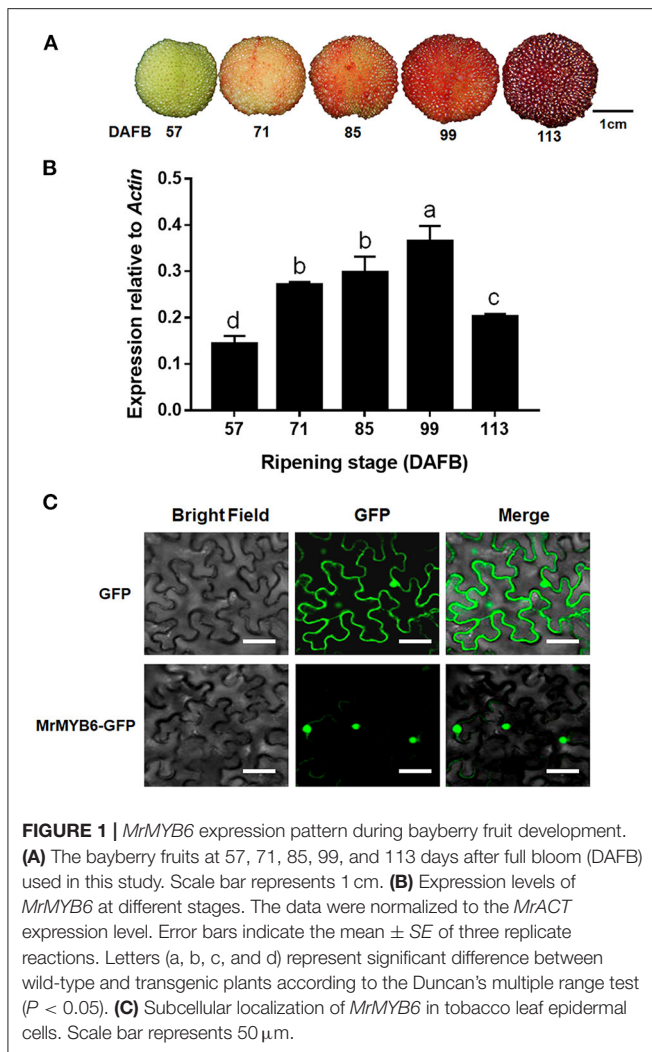 A
DAFB 57 71 85 99 113 1cm
B
Expression relative to Actin
0.5
0.4
0.3
0.2
0.1
0.0
d b b a c
57 71 85 99 113
Ripening stage (DAFB)
C
Bright Field GFP Merge
GFP
MrMYB6-GFP
FIGURE 1 | MrMYB6 expression pattern during bayberry fruit development.
(A) The bayberry fruits at 57, 71, 85, 99, and 113 days after full bloom (DAFB)
used in this study. Scale bar represents 1 cm. (B) Expression levels of
MrMYB6 at different stages. The data were normalized to the MrACT
expression level. Error bars indicate the mean ± SE of three replicate
reactions. Letters (a, b, c, and d) represent significant difference between
wild-type and transgenic plants according to the Duncan's multiple range test
(P < 0.05). (C) Subcellular localization of MrMYB6 in tobacco leaf epidermal
cells. Scale bar represents 50 μm.